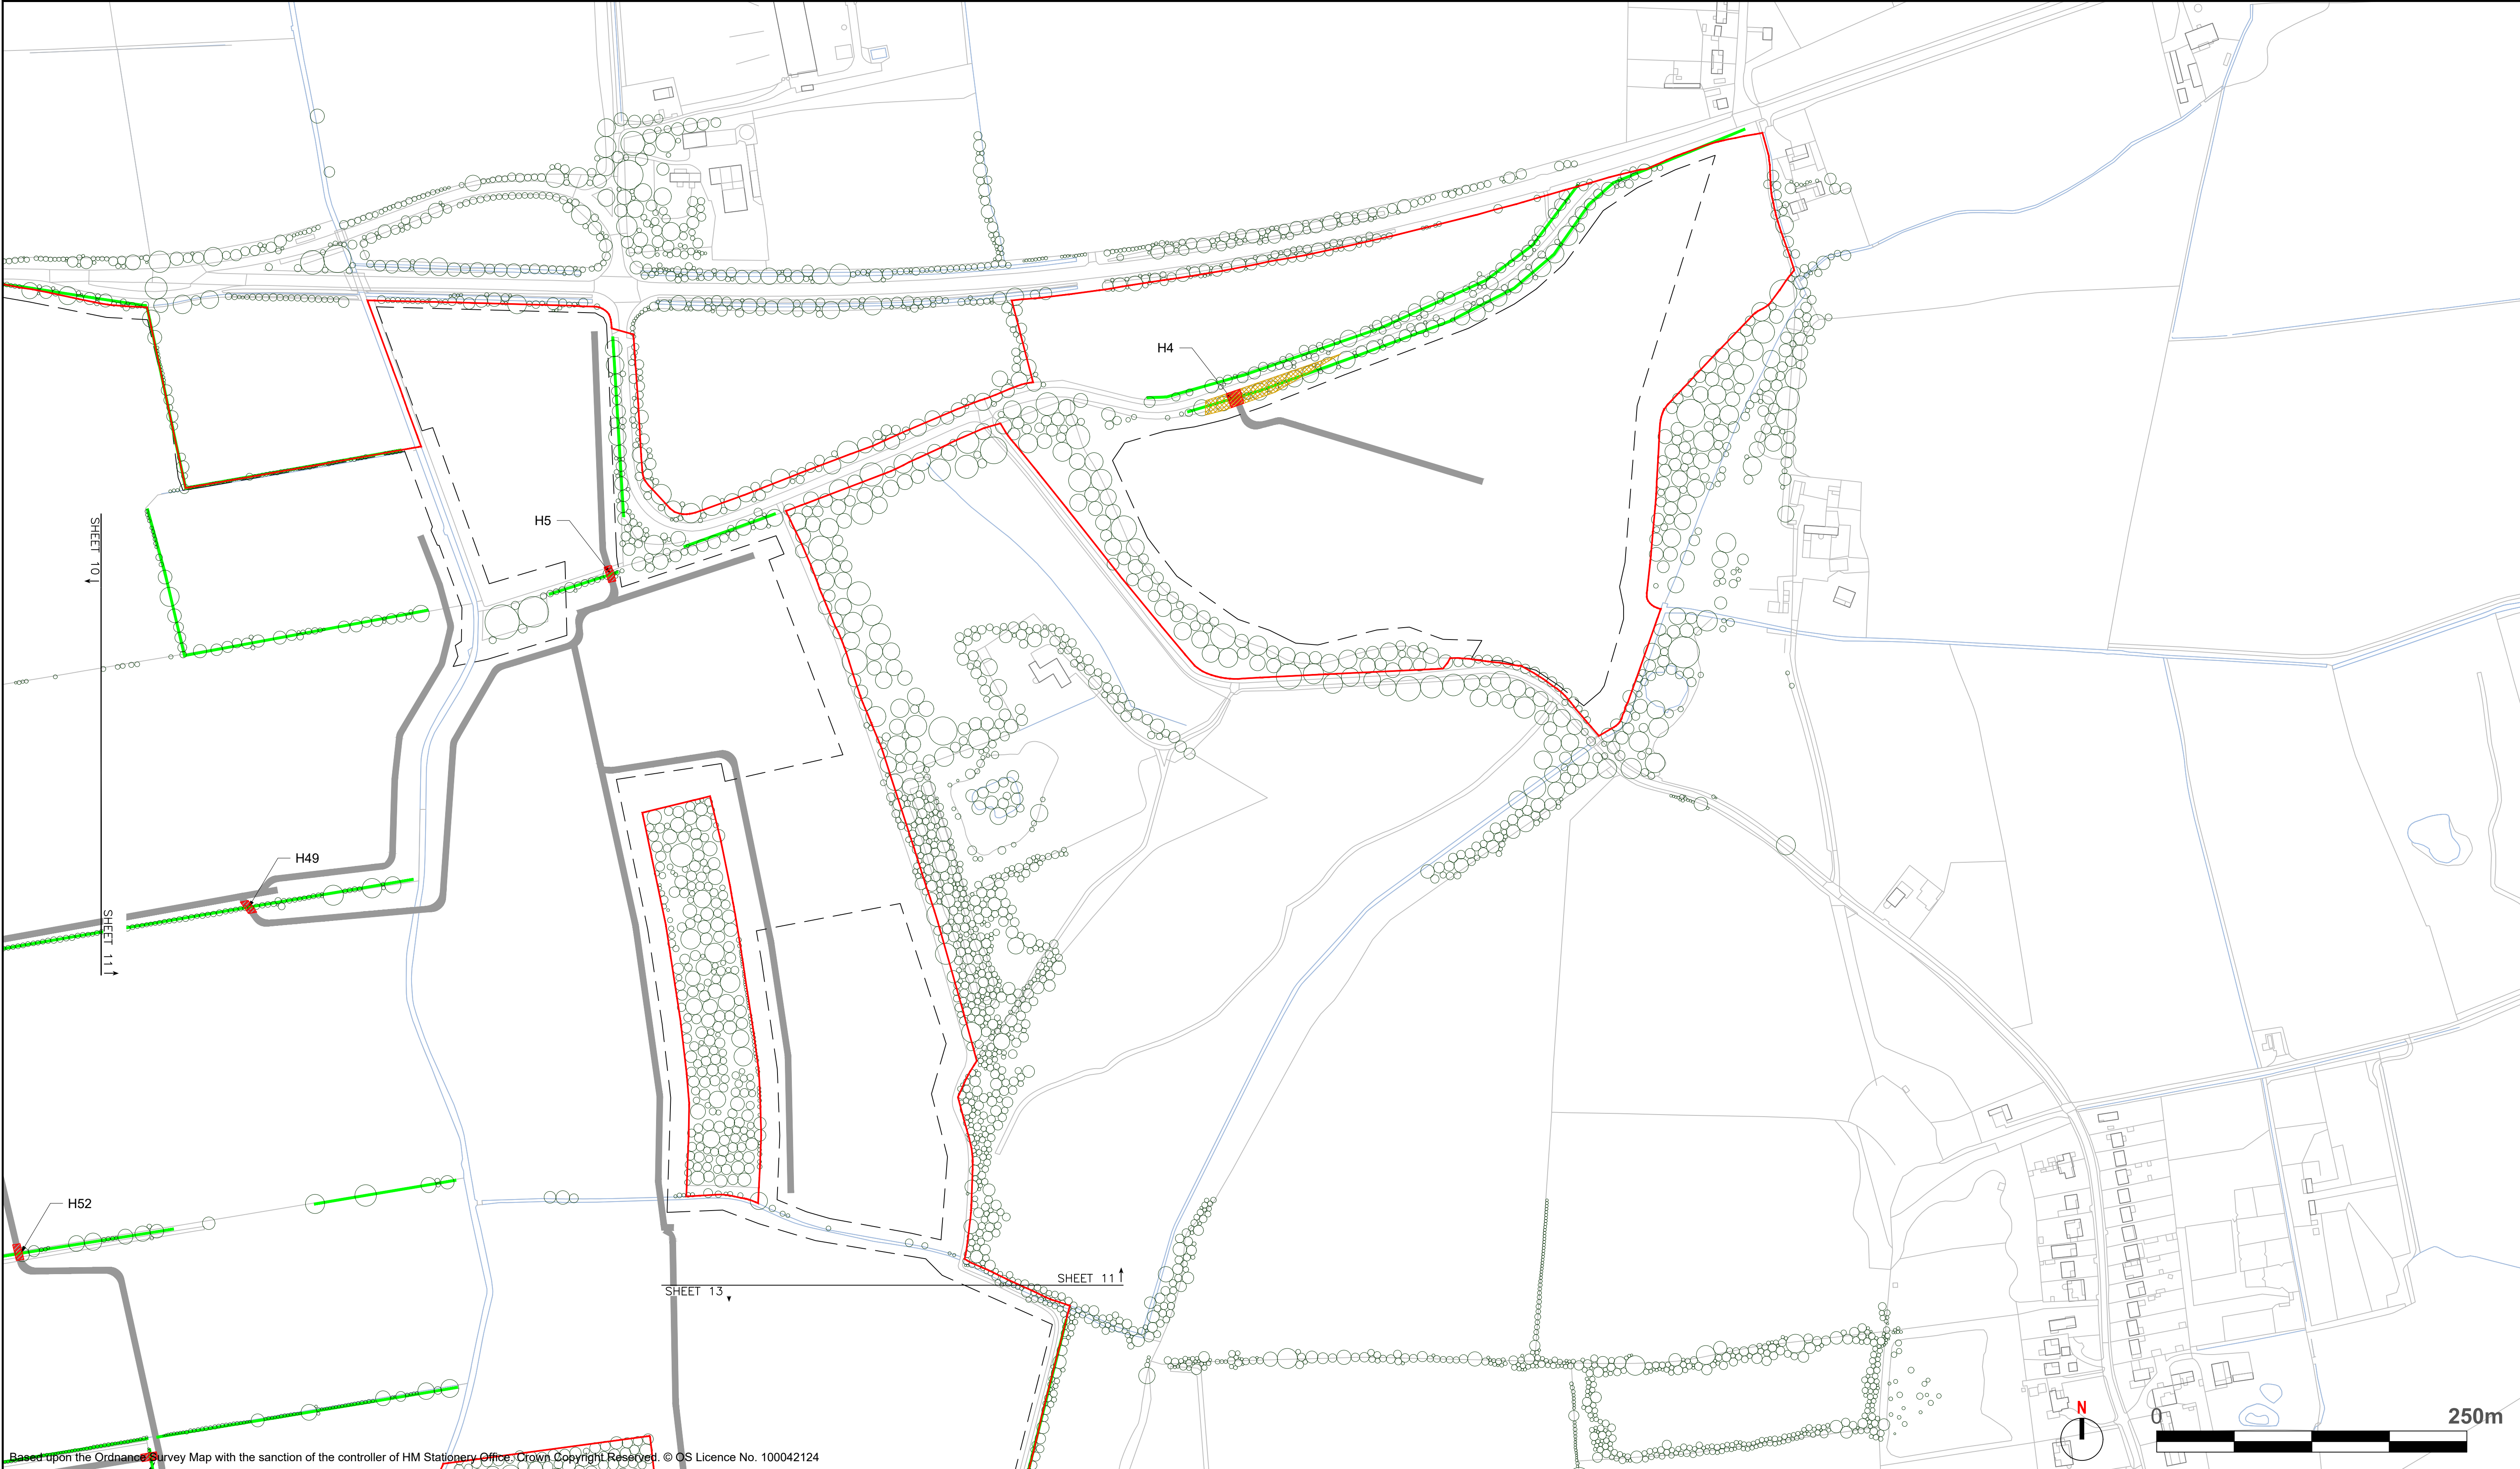 H4
H5
SHEET 10
H49
SHEET 11
H52
SHEET 11
SHEET 13
N
0
250m
Based upon the Ordnance Survey Map with the sanction of the controller of HM Stationery Office. Crown Copyright Reserved. © OS Licence No. 100042124